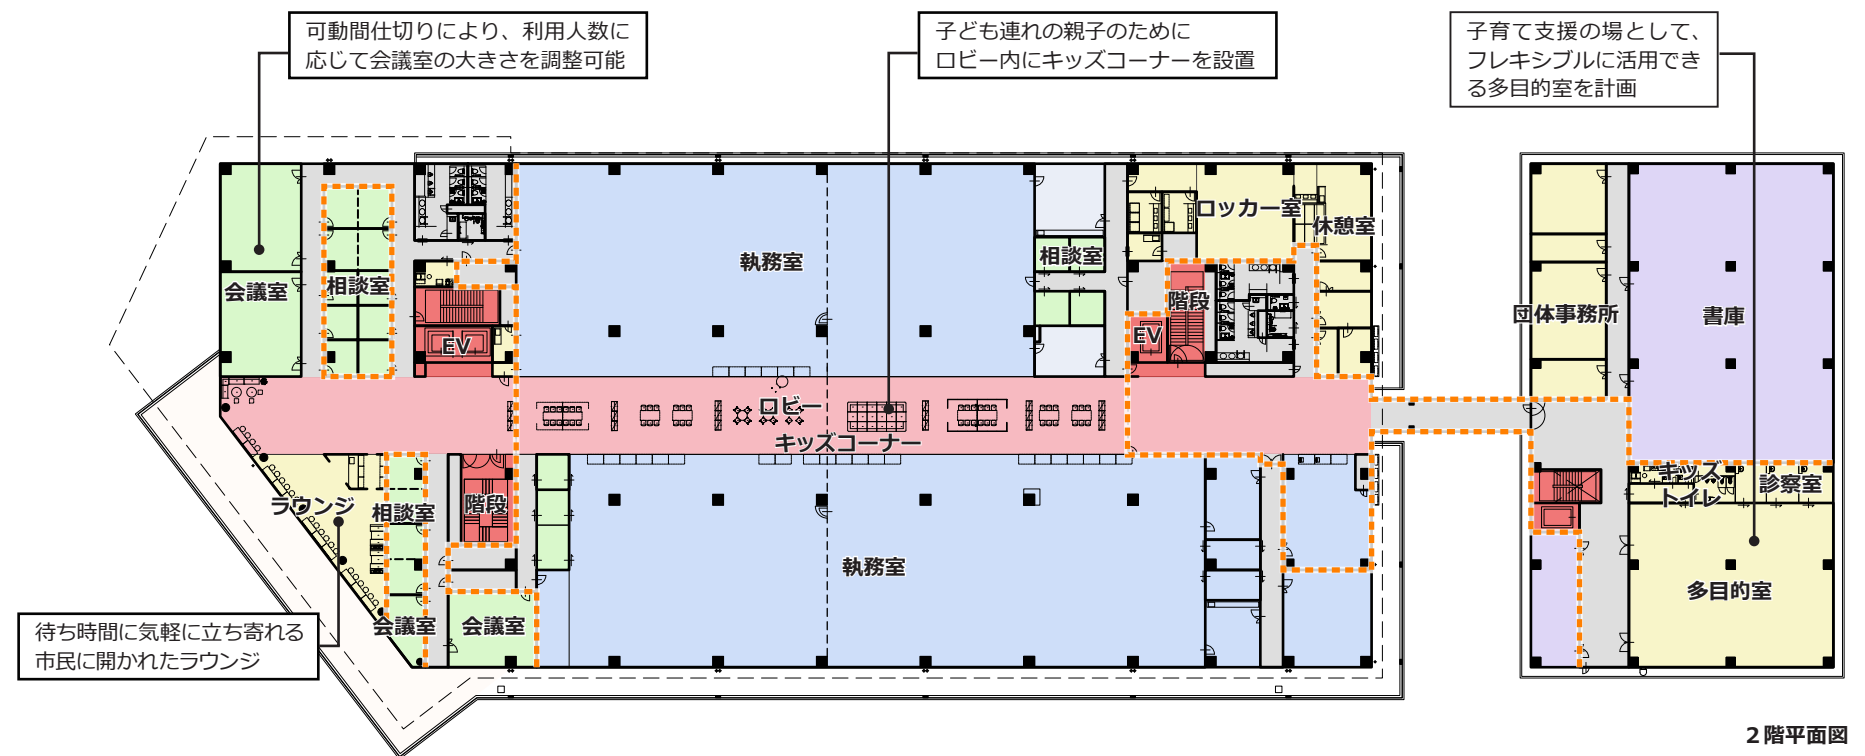 可動間仕切りにより、利用人数に
応じて会議室の大きさを調整可能
子ども連れの親子のために
ロビー内にキッズコーナーを設置
子育て支援の場として、
フレキシブルに活用でき
る多目的室を計画
ロッカー室
休憩室
執務室
相談室
会議室
相談室
階段
EV
EV
団体事務所
書庫
ロビー
キッズコーナー
キッズ
トイレ
診察室
ラウンジ
相談室
階段
執務室
多目的室
会議室
会議室
待ち時間に気軽に立ち寄れる
市民に開かれたラウンジ
2階平面図